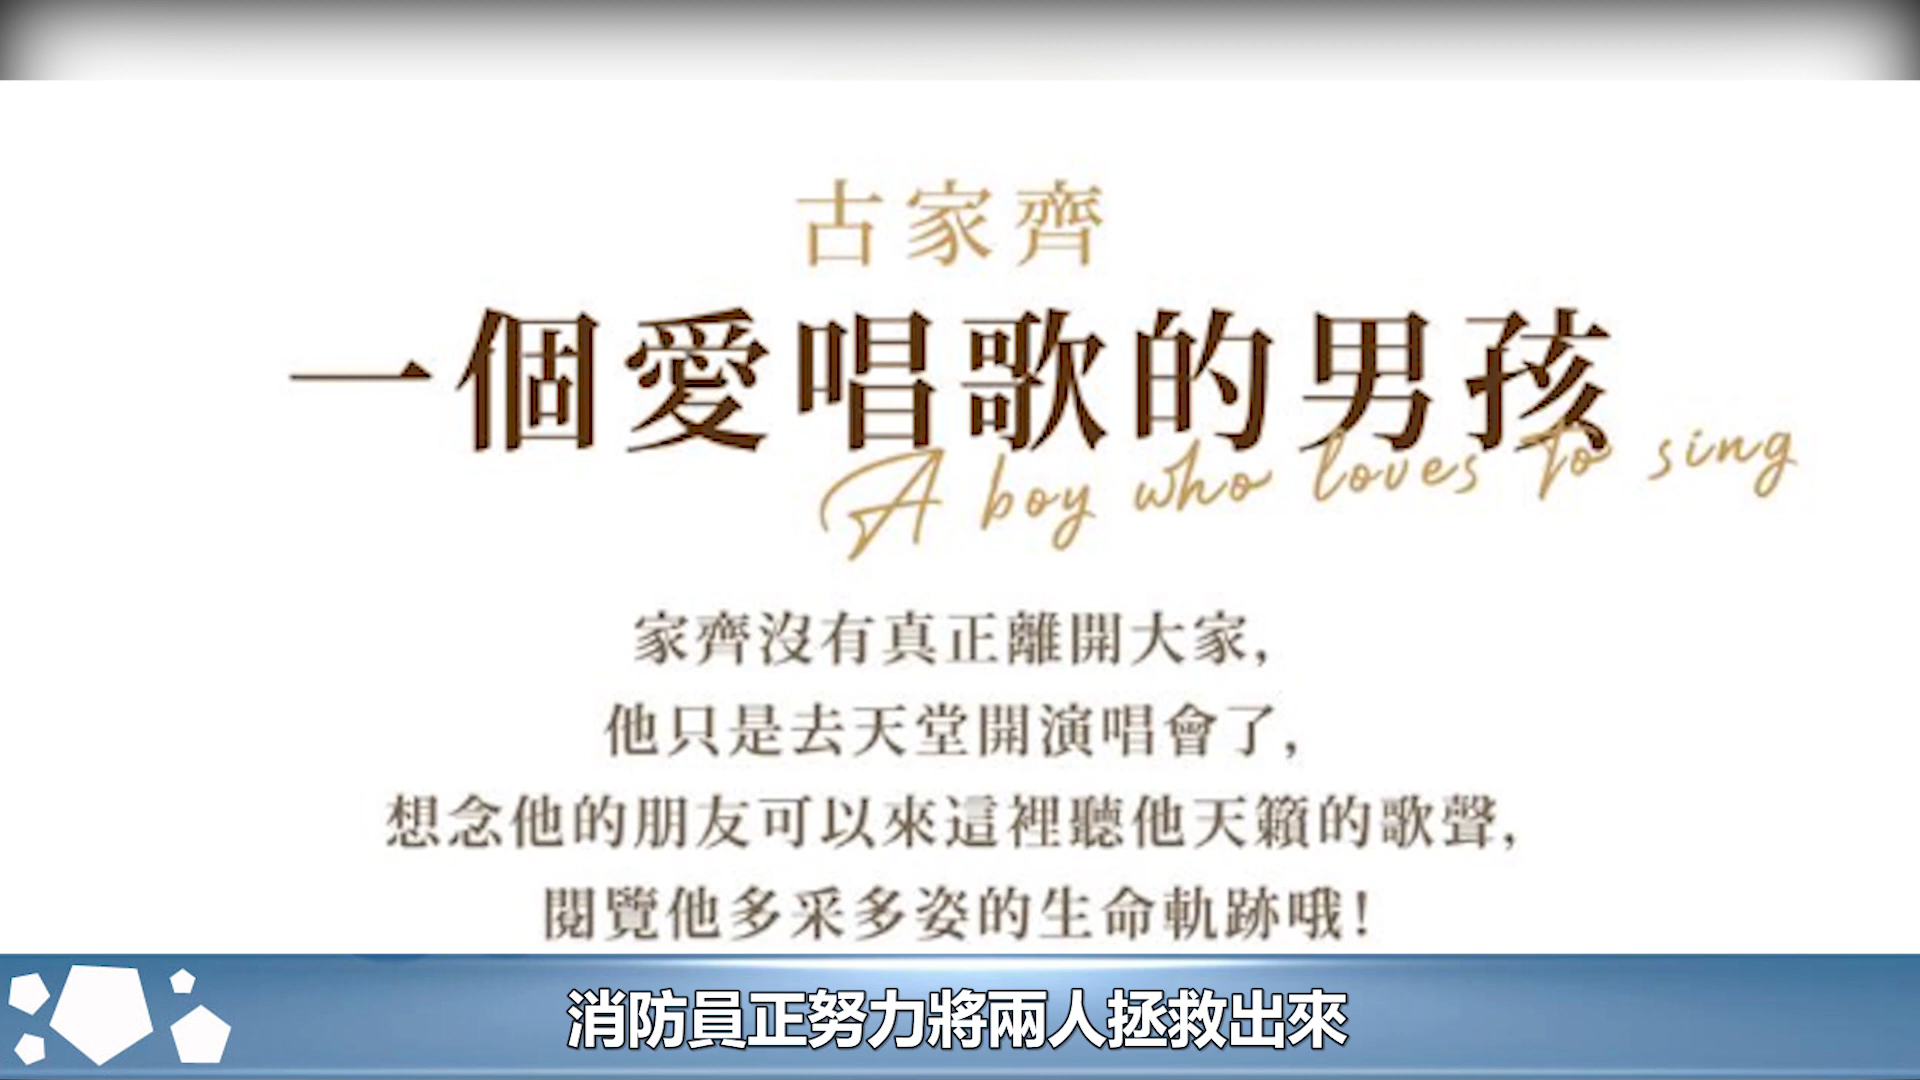 古家齊
一個愛唱歌的男孩
A boy who loves to sing
家齊沒有真正離開大家,
他只是去天堂開演唱會了,
想念他的朋友可以來這裡聽他天籟的歌聲,
閱覽他多采多姿的生命軌跡哦!
消防員正努力將兩人拯救出來